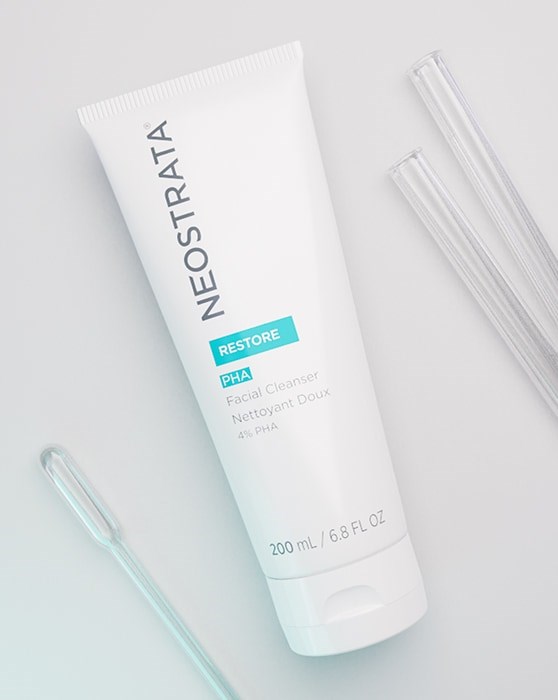 NEOSTRATA®
RESTORE
PHA
Facial Cleanser
Nettoyant Doux
4% PHA
200 mL / 6.8 FL OZ